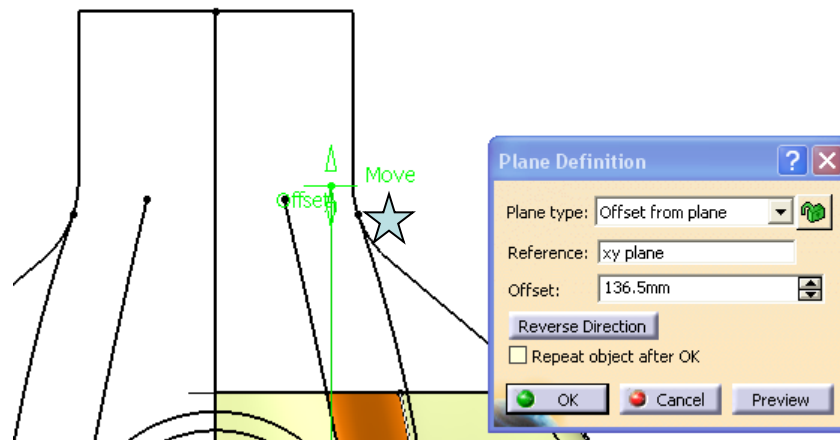 Move
Offset
Plane Definition
Plane type: Offset from plane
Reference: xy plane
Offset: 136.5mm
Reverse Direction
Repeat object after OK
OK Cancel Preview